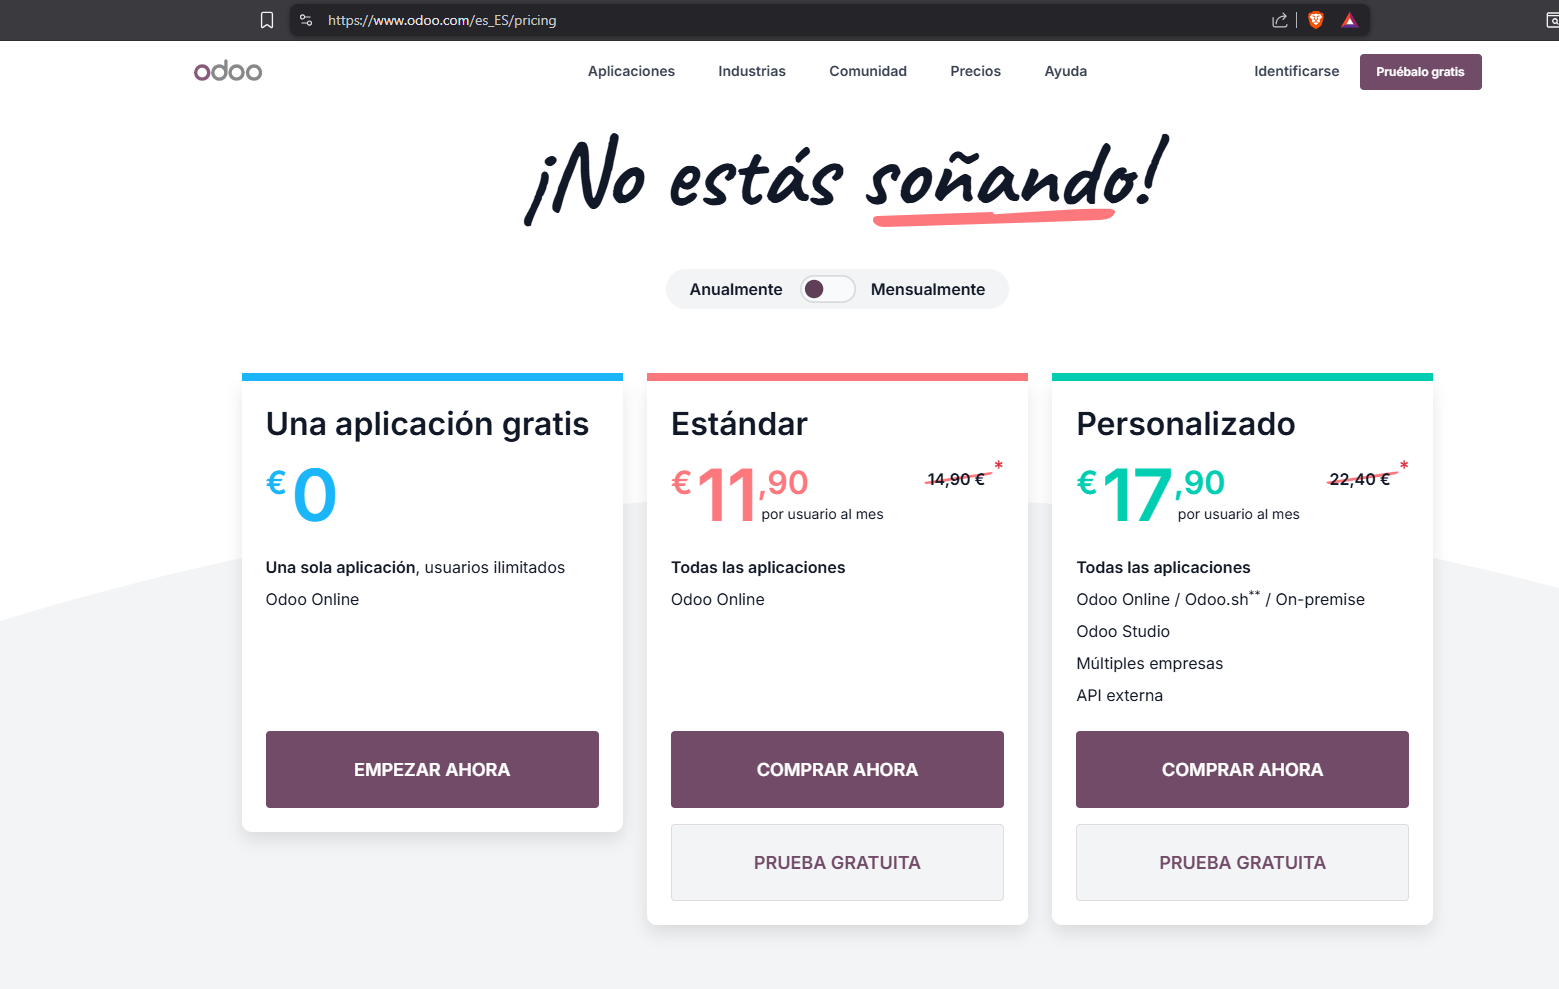 https://www.odoo.com/es_ES/pricing
odoo
Aplicaciones
Industrias
Comunidad
Precios
Ayuda
Identificarse
Pruébalo gratis
¡No estás soñando!
Anualmente
Mensualmente
Una aplicación gratis
€0
Una sola aplicación, usuarios ilimitados
Odoo Online
EMPEZAR AHORA
Estándar
€11,90
por usuario al mes
14,90 €*
Todas las aplicaciones
Odoo Online
COMPRAR AHORA
PRUEBA GRATUITA
Personalizado
€17,90
por usuario al mes
22,40 €*
Todas las aplicaciones
Odoo Online / Odoo.sh** / On-premise
Odoo Studio
Múltiples empresas
API externa
COMPRAR AHORA
PRUEBA GRATUITA